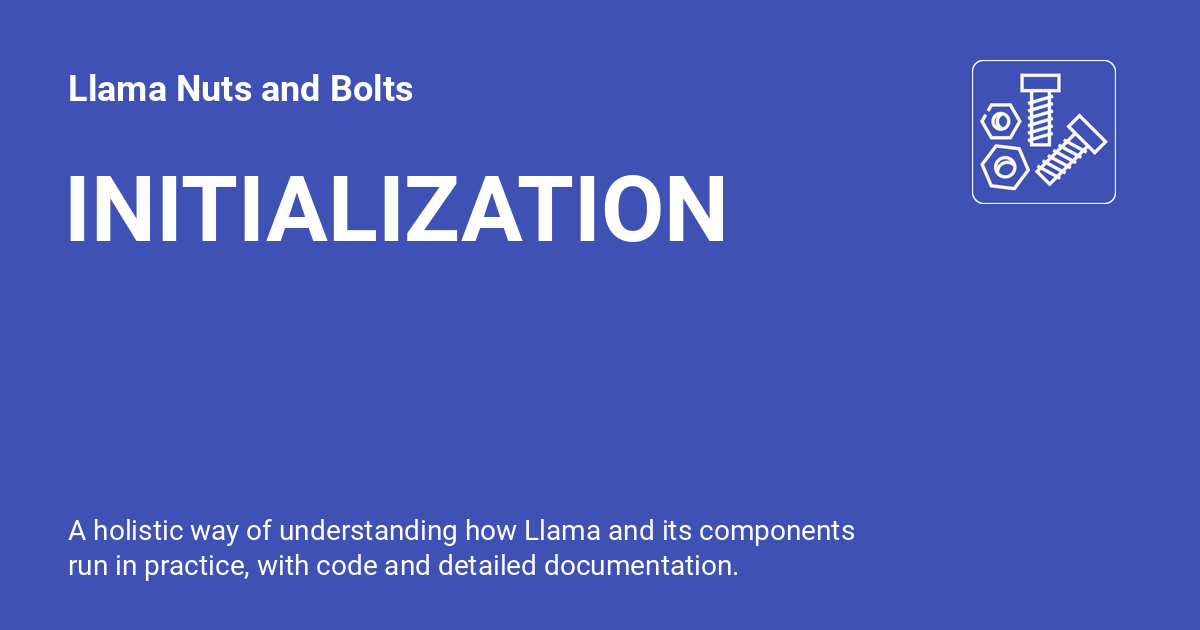 Llama Nuts and Bolts
INITIALIZATION
A holistic way of understanding how Llama and its components
run in practice, with code and detailed documentation.